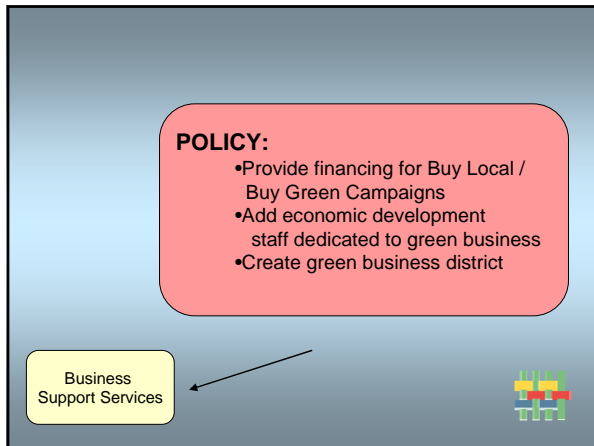 POLICY:
•Provide financing for Buy Local /
Buy Green Campaigns
•Add economic development
staff dedicated to green business
•Create green business district
Business
Support Services